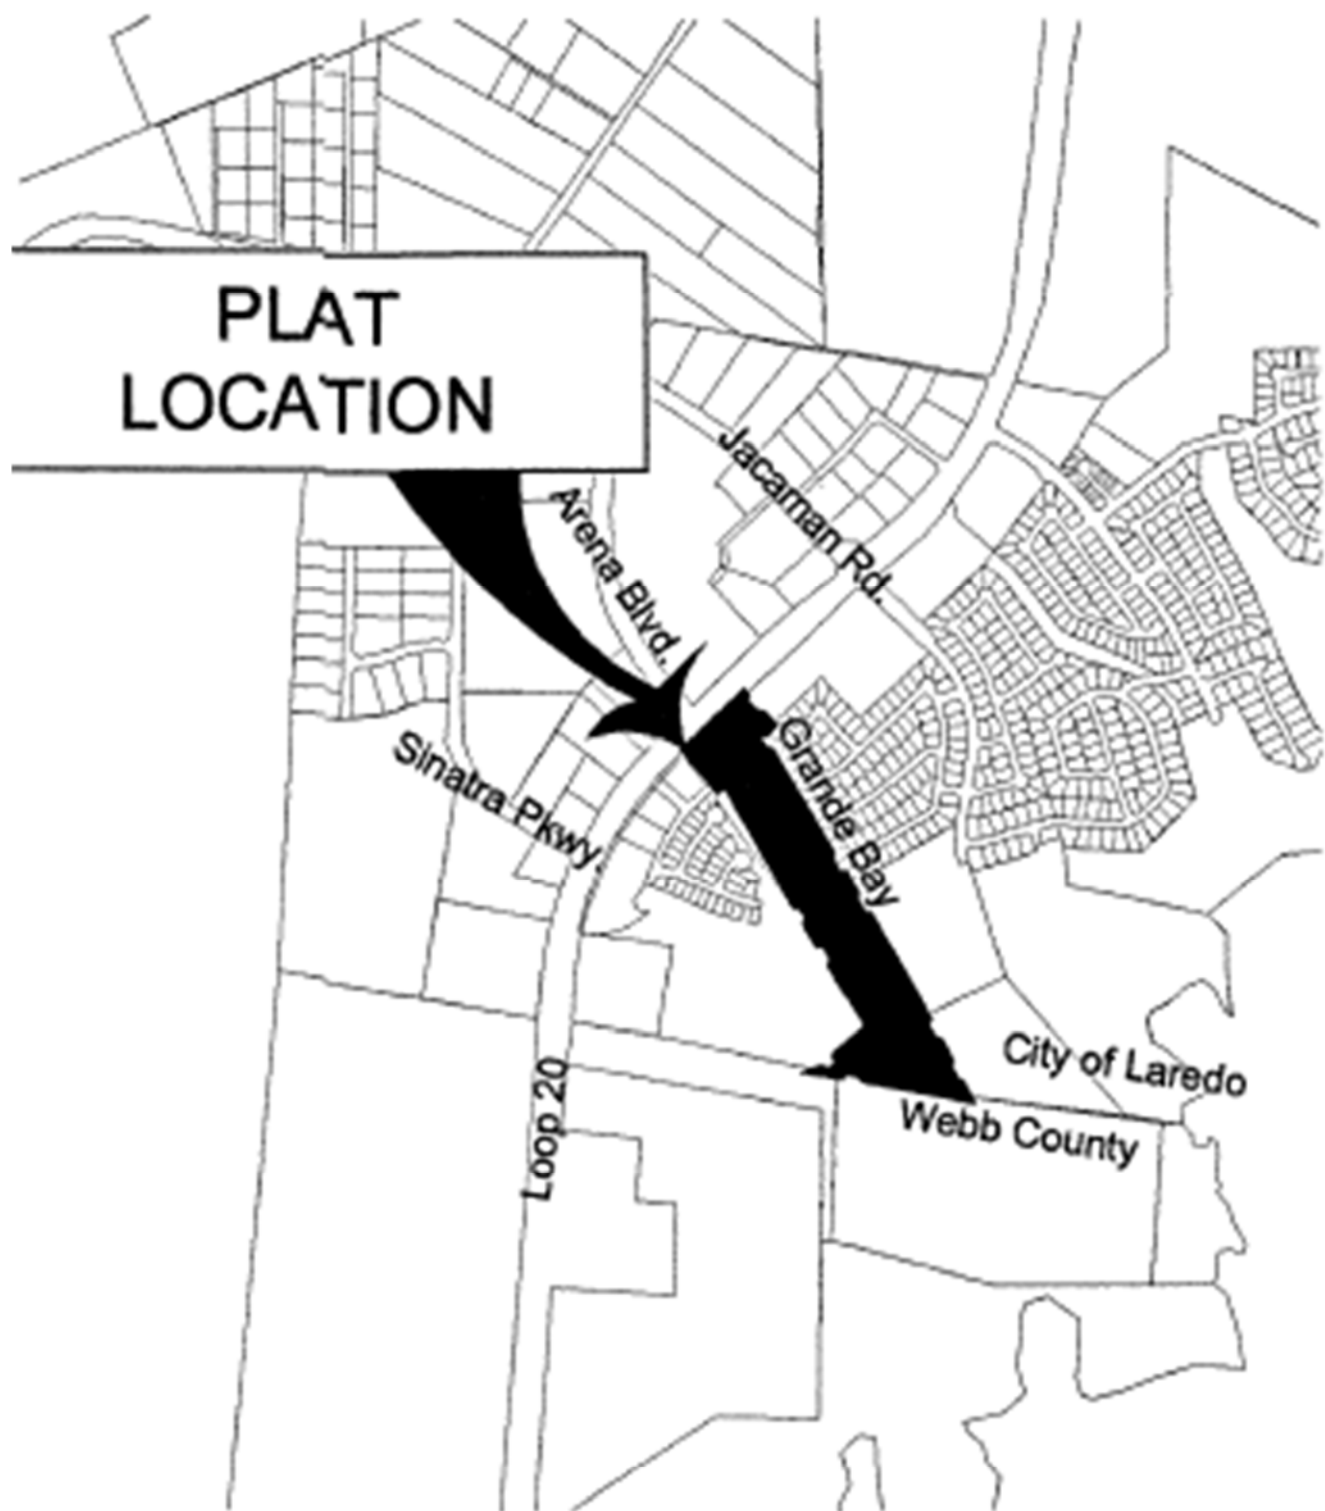 PLAT
LOCATION
Jacaman Rd.
Arena Blvd.
Grande Bay
Sinatra Pkwy.
City of Laredo
Loop 20
Webb County